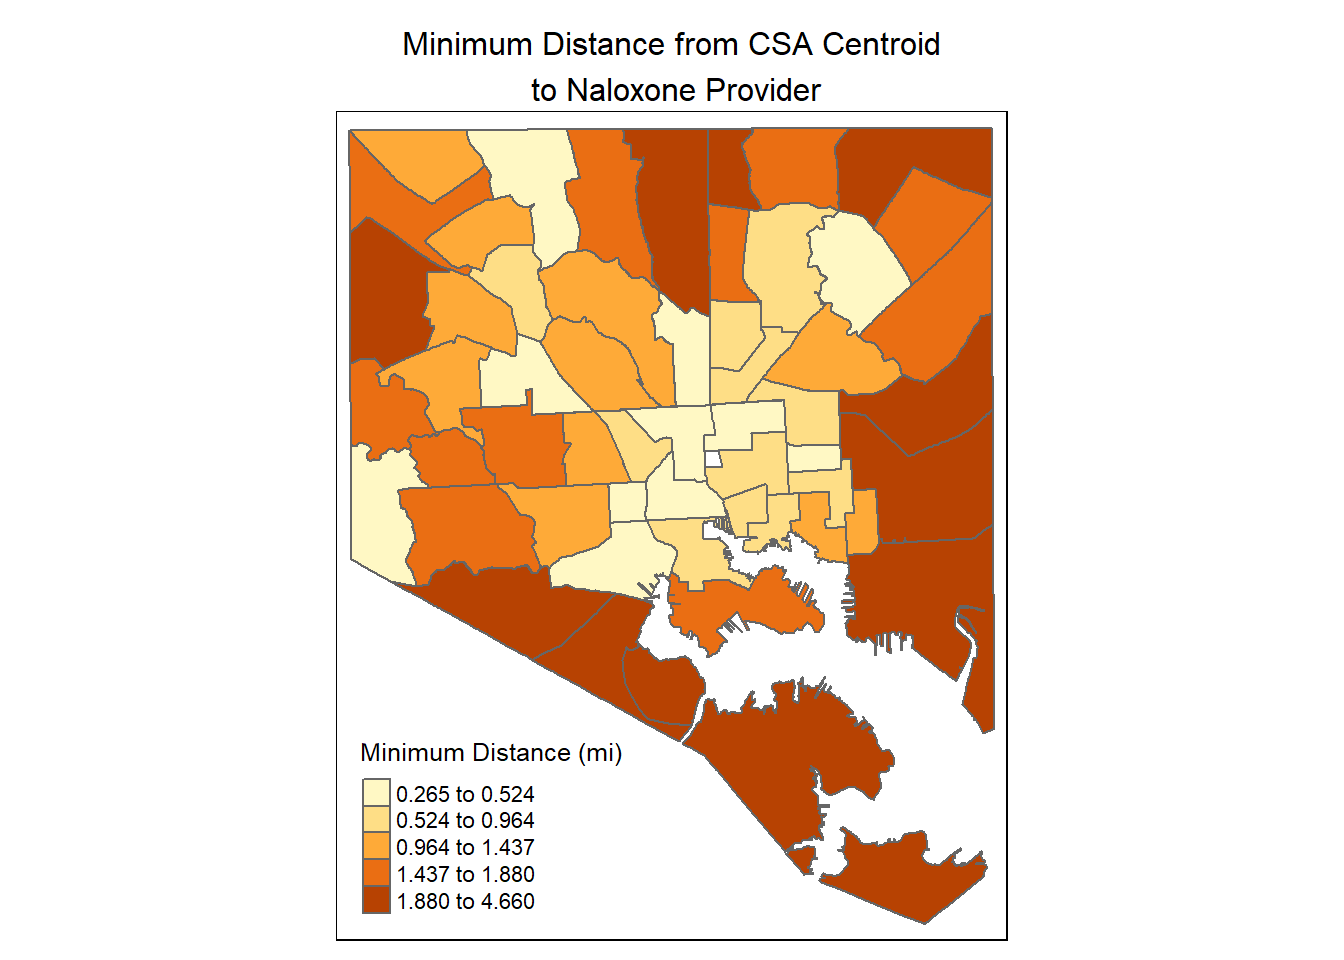 Minimum Distance from CSA Centroid
to Naloxone Provider
Minimum Distance (mi)
0.265 to 0.524
0.524 to 0.964
0.964 to 1.437
1.437 to 1.880
1.880 to 4.660